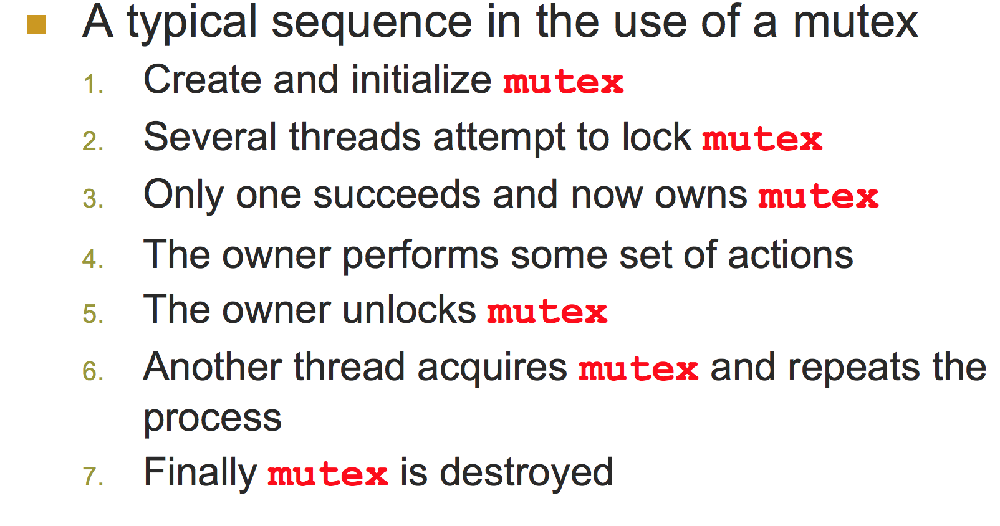 A typical sequence in the use of a mutex
1. Create and initialize mutex
2. Several threads attempt to lock mutex
3. Only one succeeds and now owns mutex
4. The owner performs some set of actions
5. The owner unlocks mutex
6. Another thread acquires mutex and repeats the
process
7. Finally mutex is destroyed